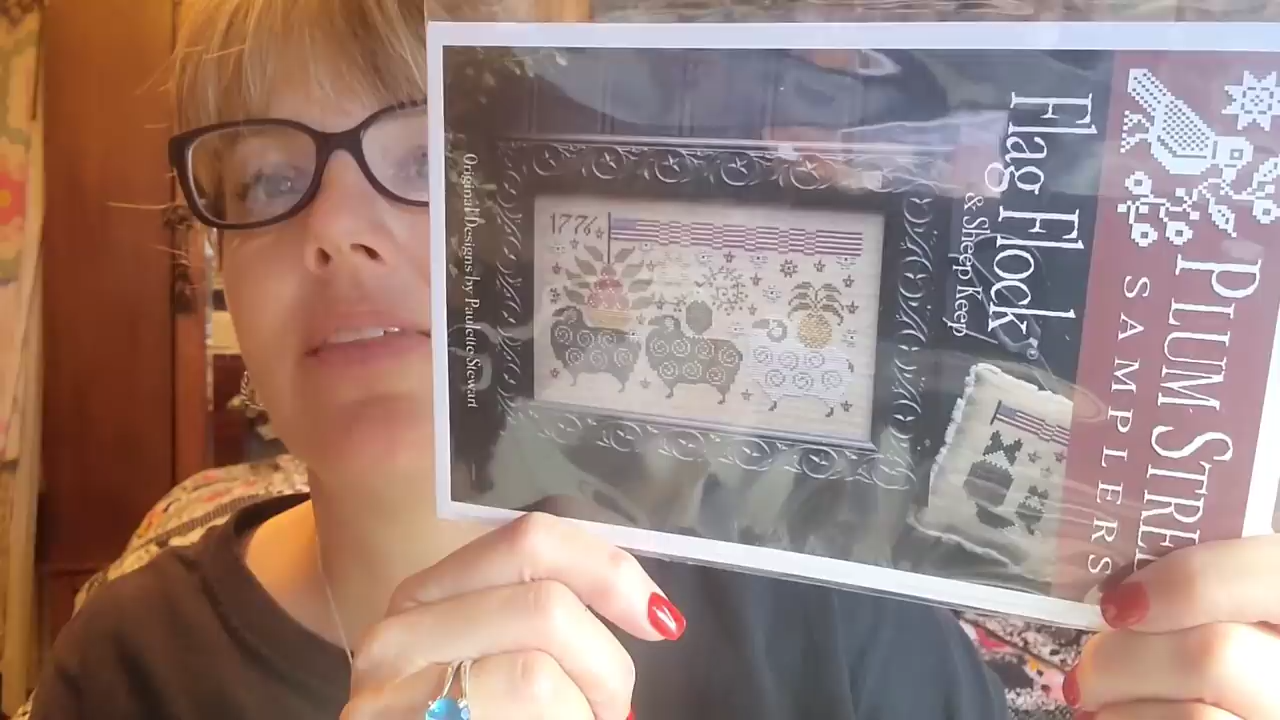 PLUM STREE
SAMPLERS
Flag Flock
& Sheep Keep
1776
Original Designs by Paulette Stewart